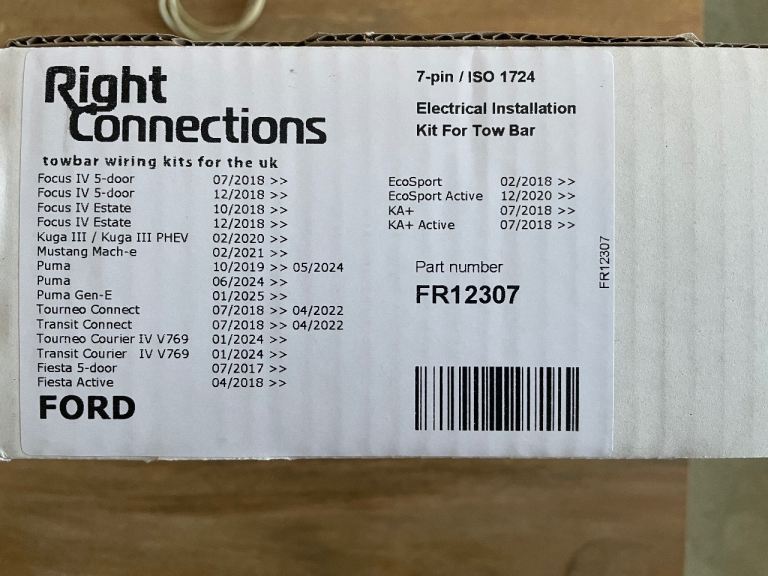 Right
Connections
towbar wiring kits for the uk
Focus IV 5-door 07/2018 >>
Focus IV 5-door 12/2018 >>
Focus IV Estate 10/2018 >>
Focus IV Estate 12/2018 >>
Kuga III / Kuga III PHEV 02/2020 >>
Mustang Mach-e 02/2021 >>
Puma 10/2019 >> 05/2024
Puma 06/2024 >>
Puma Gen-E 01/2025 >>
Tourneo Connect 07/2018 >> 04/2022
Transit Connect 07/2018 >> 04/2022
Tourneo Courier IV V769 01/2024 >>
Transit Courier IV V769 01/2024 >>
Fiesta 5-door 07/2017 >>
Fiesta Active 04/2018 >>
FORD
7-pin / ISO 1724
Electrical Installation
Kit For Tow Bar
EcoSport 02/2018 >>
EcoSport Active 12/2020 >>
KA+ 07/2018 >>
KA+ Active 07/2018 >>
Part number
FR12307
FR12307